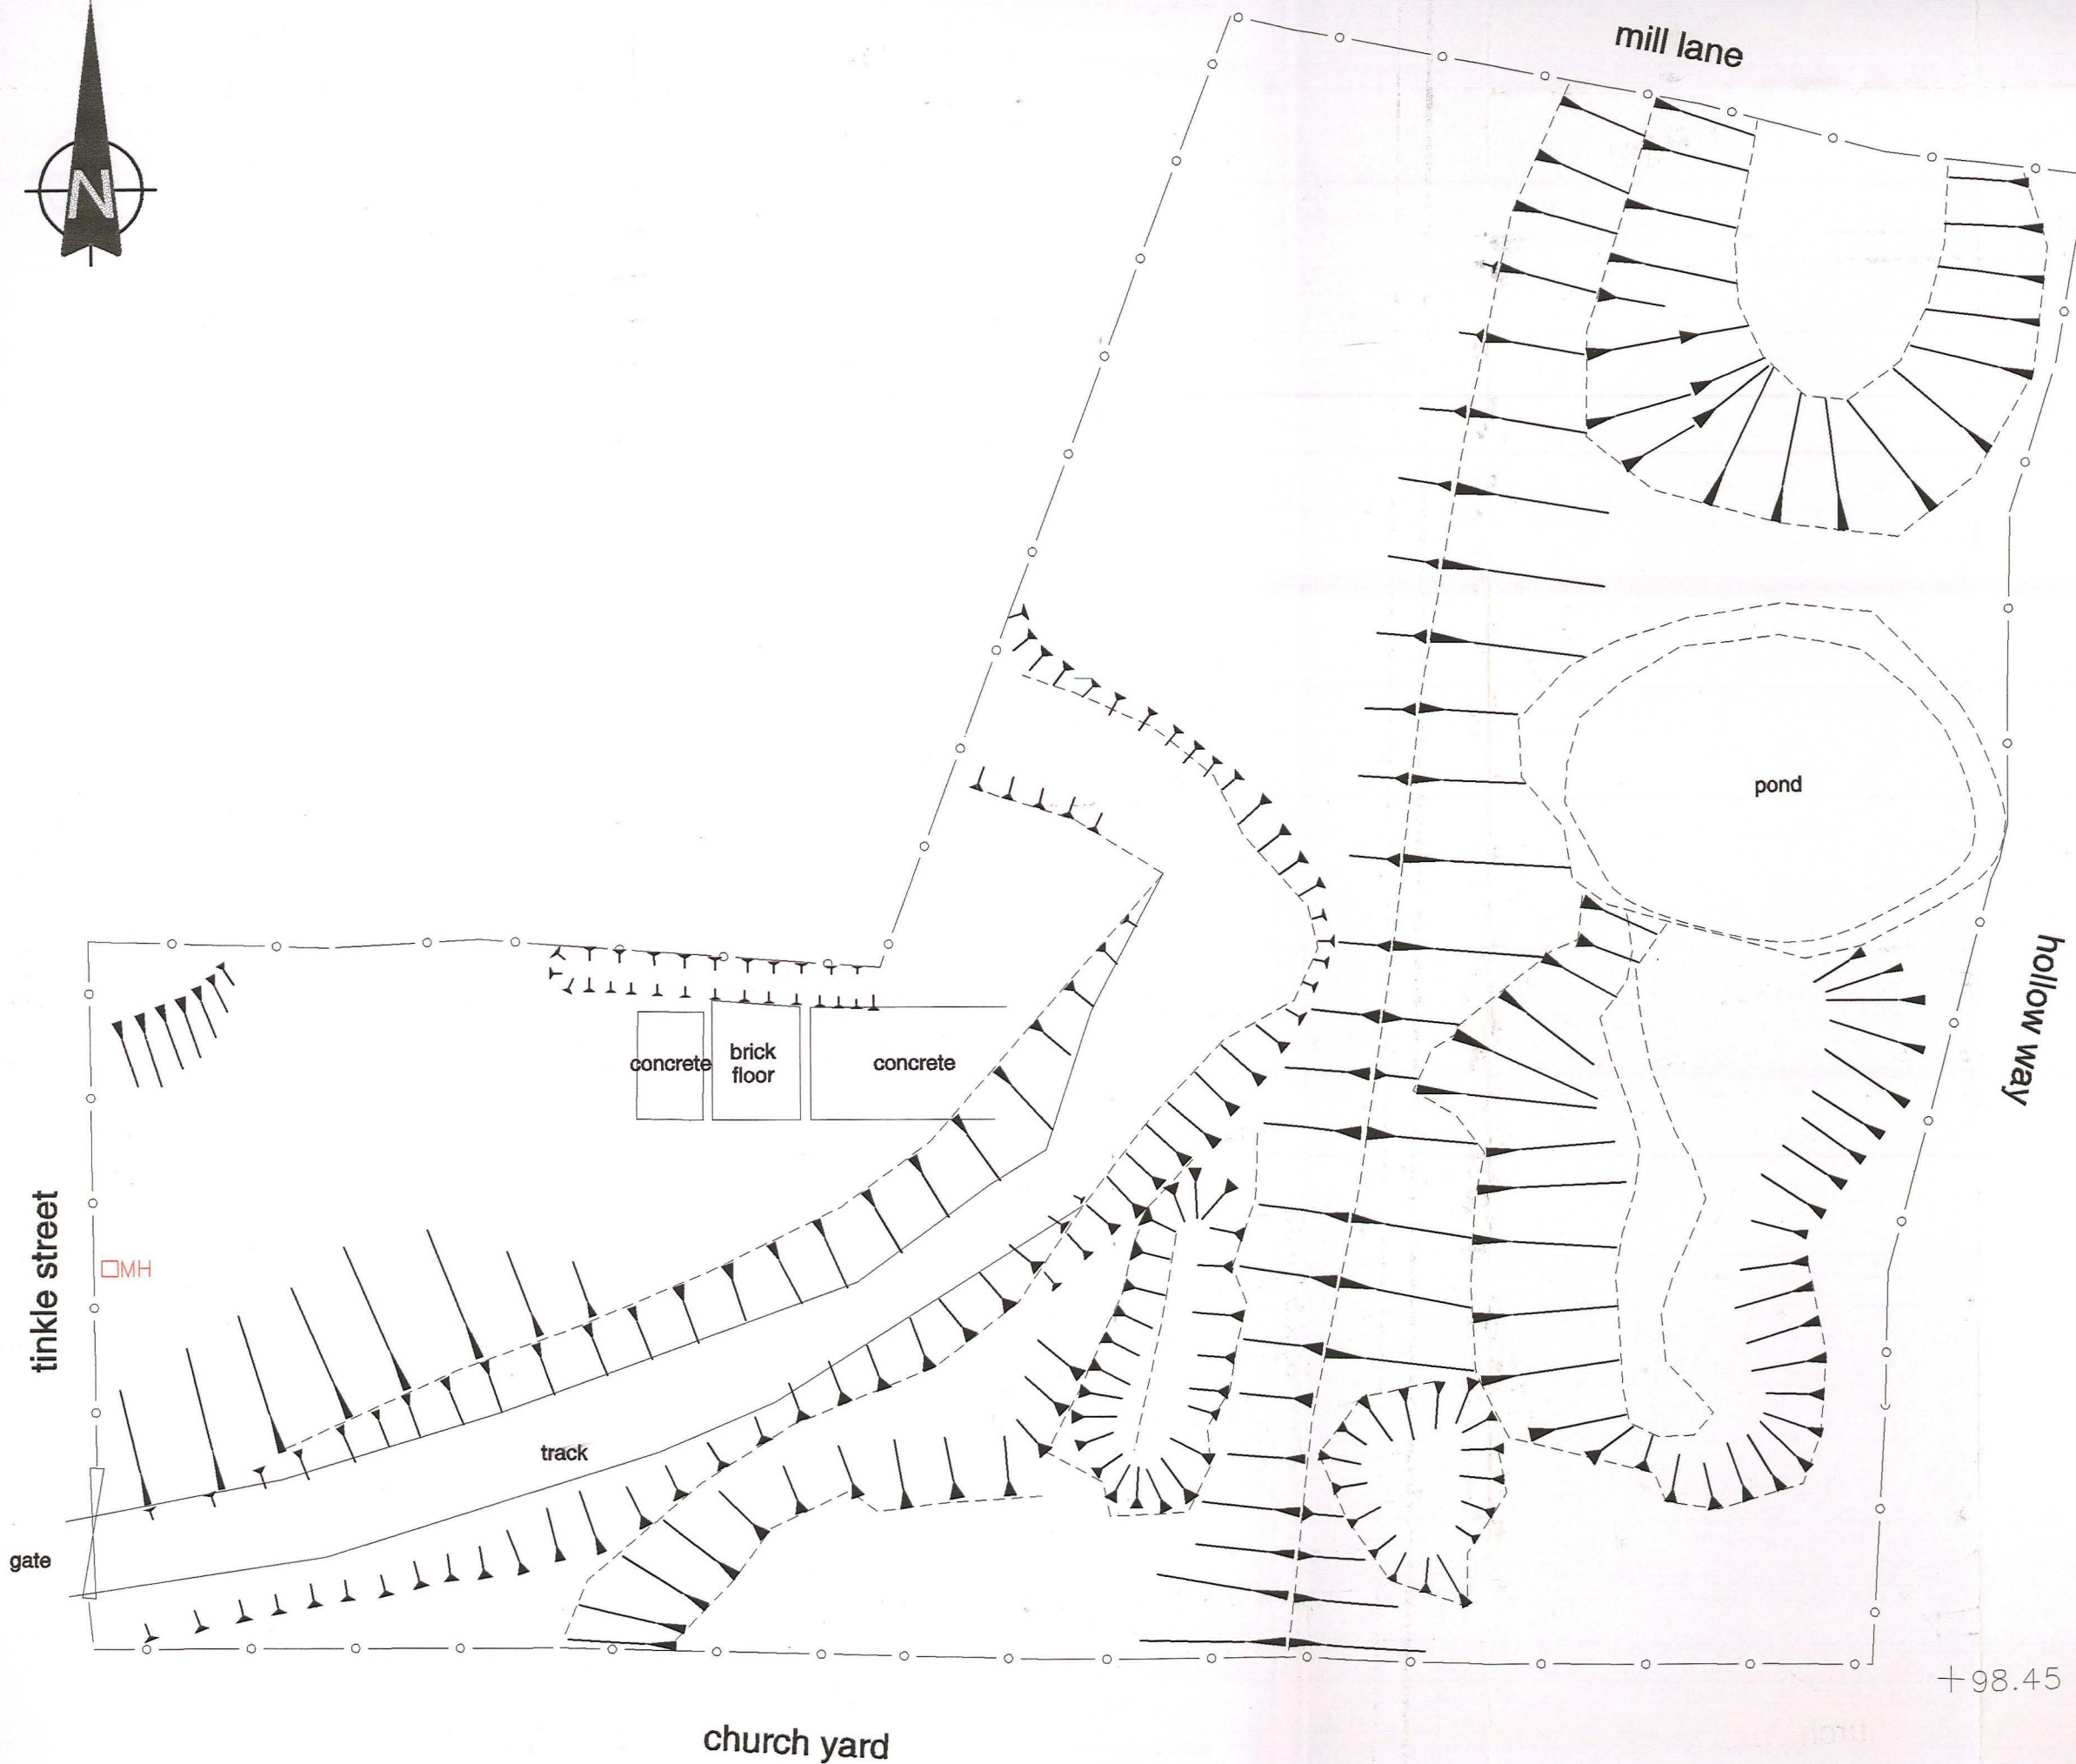 mill lane
N
pond
hollow way
concrete
brick
floor
concrete
tinkle street
MH
track
gate
+98.45
church yard